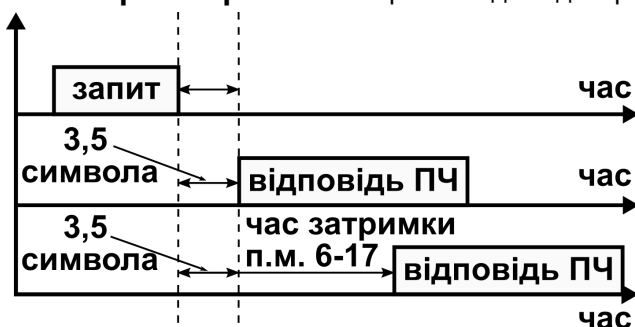 запит
час
3,5
символа
відповідь ПЧ
час
3,5
символа
час затримки
п.м. 6-17
відповідь ПЧ
час